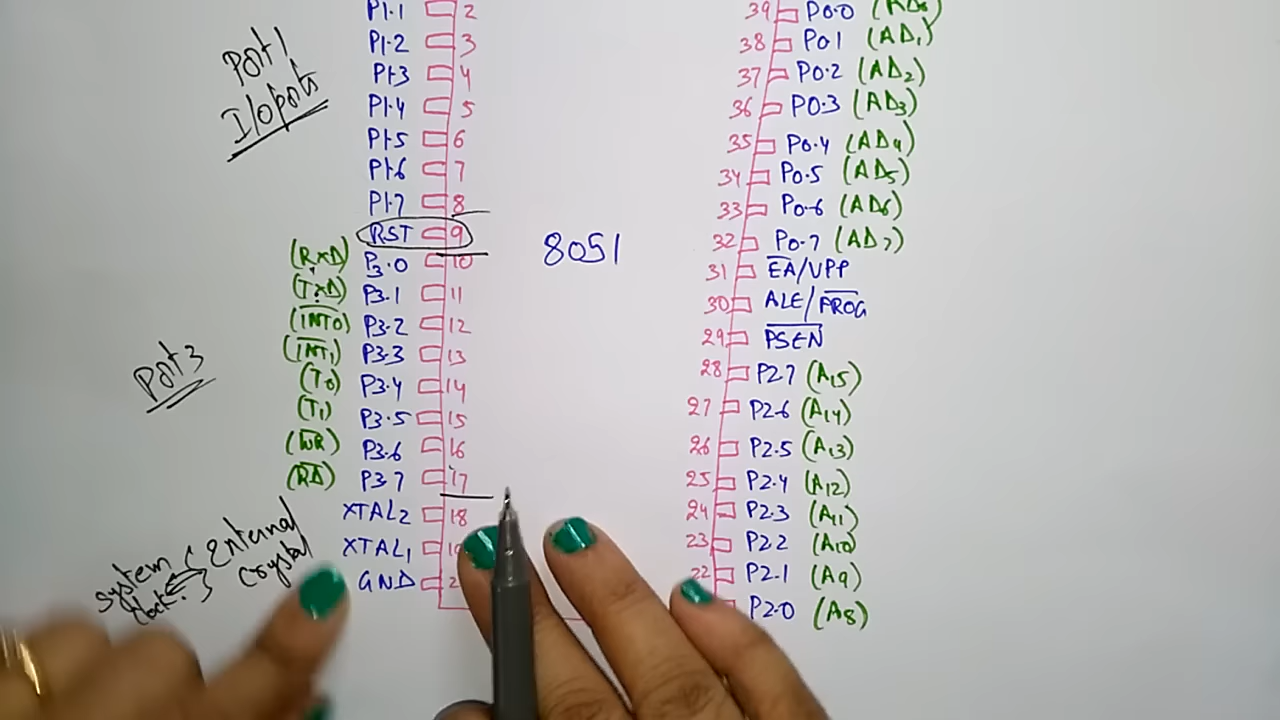 P1.1 2
P1.2 3
P1.3 4
P1.4 5
P1.5 6
P1.6 7
P1.7 8
RST 9
(RxD) P3.0 10
(TxD) P3.1 11
(INT0) P3.2 12
(INT1) P3.3 13
(T0) P3.4 14
(T1) P3.5 15
(WR) P3.6 16
(RD) P3.7 17
XTAL2 18
XTAL1
GND
Port 1
I/O ports
Port 3
System clock
External
Crystal
8051
39 P0.0
38 P0.1 (AD1)
37 P0.2 (AD2)
36 P0.3 (AD3)
35 P0.4 (AD4)
34 P0.5 (AD5)
33 P0.6 (AD6)
32 P0.7 (AD7)
31 EA/VPP
30 ALE/PROG
29 PSEN
28 P2.7 (A15)
27 P2.6 (A14)
26 P2.5 (A13)
25 P2.4 (A12)
24 P2.3 (A11)
23 P2.2 (A10)
22 P2.1 (A9)
P2.0 (A8)